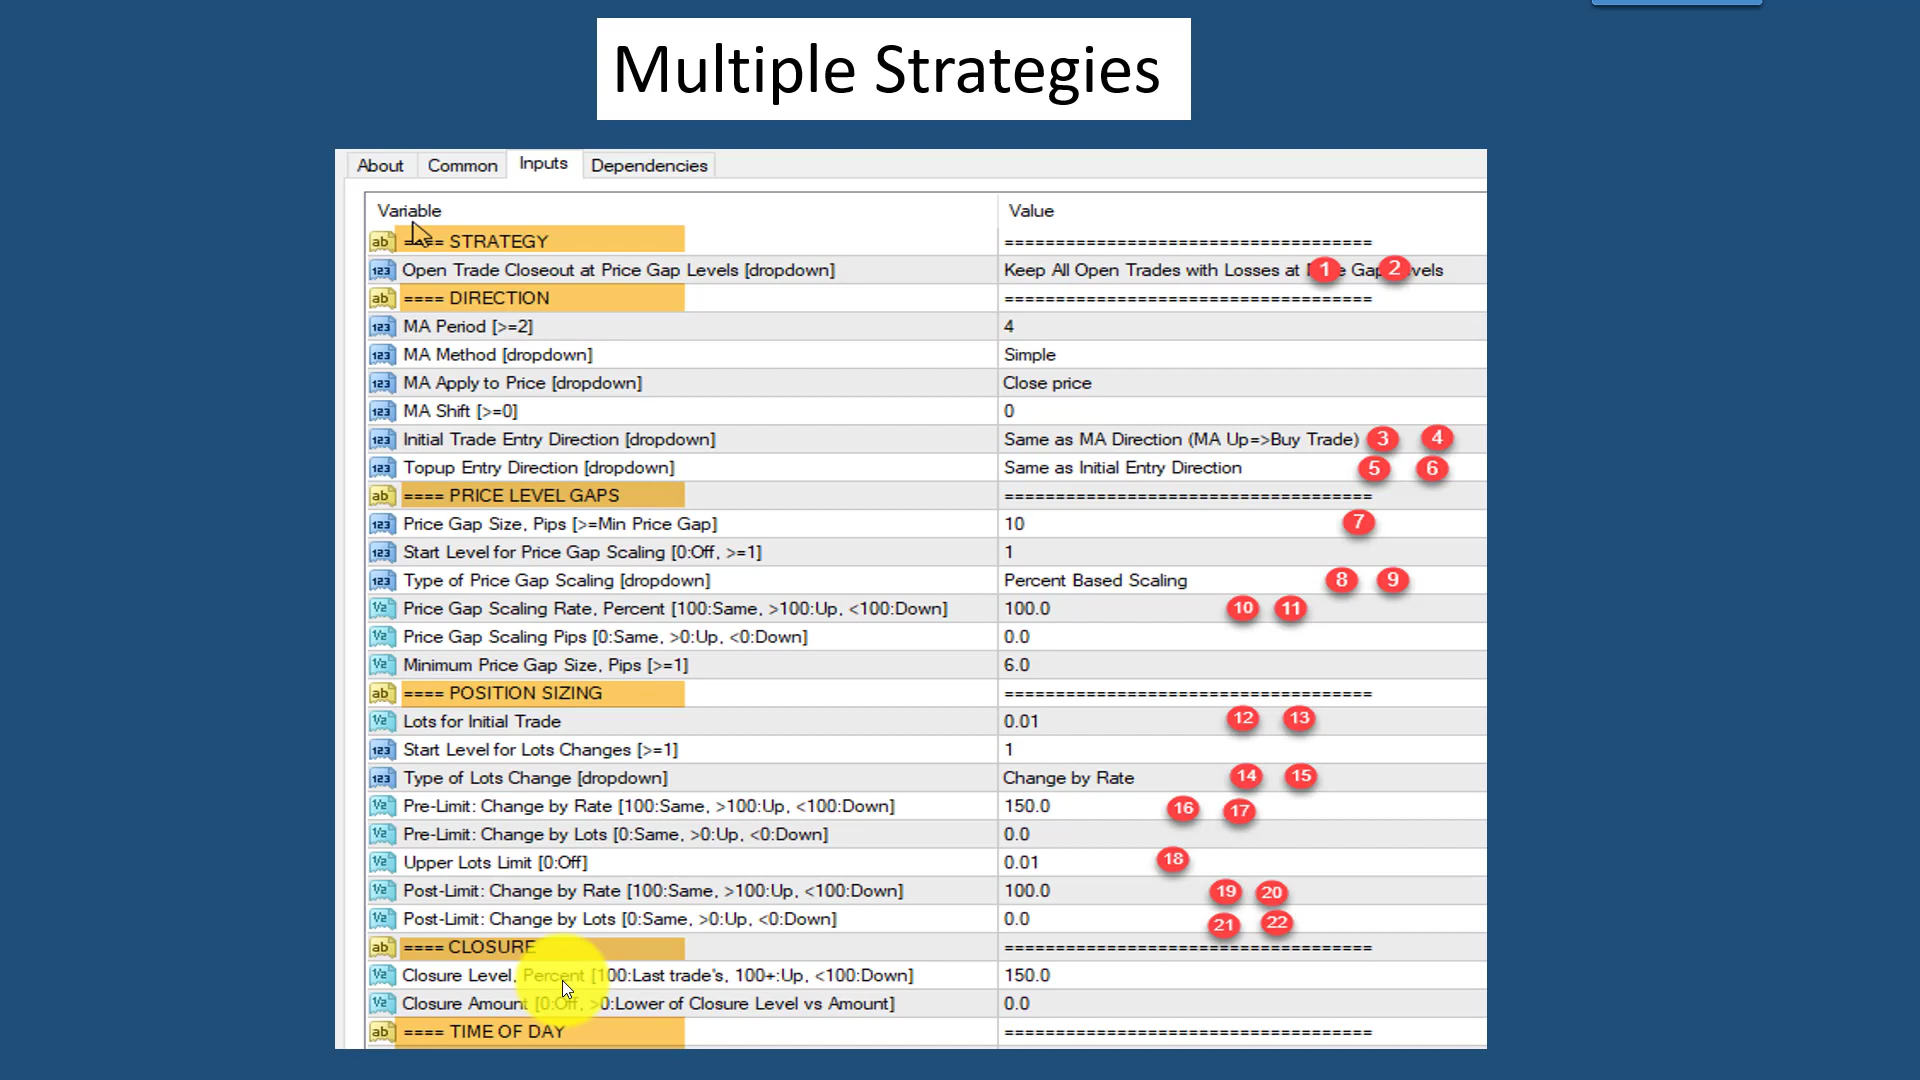 Multiple Strategies
About Common Inputs Dependencies
Variable Value
==== STRATEGY ====================================
Open Trade Closeout at Price Gap Levels [dropdown] Keep All Open Trades with Losses at 1 Gap 2
==== DIRECTION ====================================
MA Period [>=2] 4
MA Method [dropdown] Simple
MA Apply to Price [dropdown] Close price
MA Shift [>=0] 0
Initial Trade Entry Direction [dropdown] Same as MA Direction (MA Up=>Buy Trade) 3 4
Topup Entry Direction [dropdown] Same as Initial Entry Direction 5 6
==== PRICE LEVEL GAPS ====================================
Price Gap Size, Pips [>=Min Price Gap] 10 7
Start Level for Price Gap Scaling [0:Off, >=1] 1
Type of Price Gap Scaling [dropdown] Percent Based Scaling 8 9
Price Gap Scaling Rate, Percent [100:Same, >100:Up, <100:Down] 100.0 10 11
Price Gap Scaling Pips [0:Same, >0:Up, <0:Down] 0.0
Minimum Price Gap Size, Pips [>=1] 6.0
==== POSITION SIZING ====================================
Lots for Initial Trade 0.01 12 13
Start Level for Lots Changes [>=1] 1
Type of Lots Change [dropdown] Change by Rate 14 15
Pre-Limit: Change by Rate [100:Same, >100:Up, <100:Down] 150.0 16 17
Pre-Limit: Change by Lots [0:Same, >0:Up, <0:Down] 0.0
Upper Lots Limit [0:Off] 0.01 18
Post-Limit: Change by Rate [100:Same, >100:Up, <100:Down] 100.0 19 20
Post-Limit: Change by Lots [0:Same, >0:Up, <0:Down] 0.0 21 22
==== CLOSURE ====================================
Closure Level, Percent [100:Last trade's, 100+:Up, <100:Down] 150.0
Closure Amount [0:Off, >0:Lower of Closure Level vs Amount] 0.0
==== TIME OF DAY ====================================